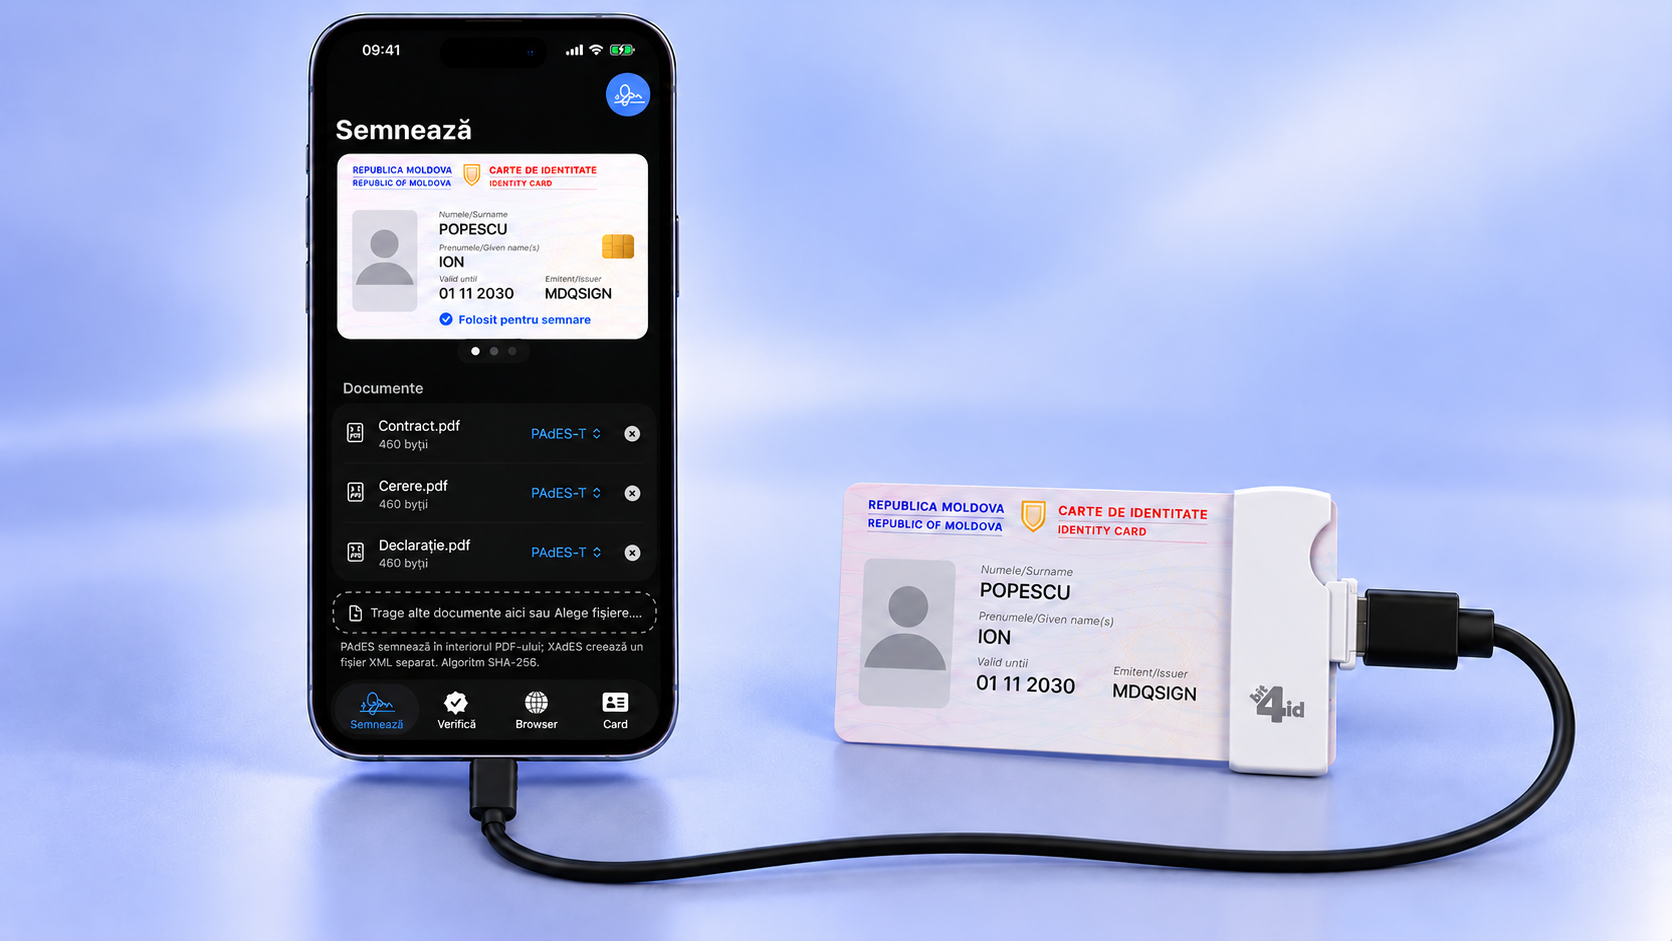 09:41
Semnează
REPUBLICA MOLDOVA
REPUBLIC OF MOLDOVA
CARTE DE IDENTITATE
IDENTITY CARD
Numele/Surname
POPESCU
Prenumele/Given name(s)
ION
Valid until
01 11 2030
Emitent/Issuer
MDQSIGN
Folosit pentru semnare
Documente
Contract.pdf
460 byții
PAdES-T
Cerere.pdf
460 byții
PAdES-T
Declarație.pdf
460 byții
PAdES-T
Trage alte documente aici sau Alege fișiere....
PAdES semnează în interiorul PDF-ului; XAdES creează un
fișier XML separat. Algoritm SHA-256.
Semnează
Verifică
Browser
Card
REPUBLICA MOLDOVA
REPUBLIC OF MOLDOVA
CARTE DE IDENTITATE
IDENTITY CARD
Numele/Surname
POPESCU
Prenumele/Given name(s)
ION
Valid until
01 11 2030
Emitent/Issuer
MDQSIGN
bit4id